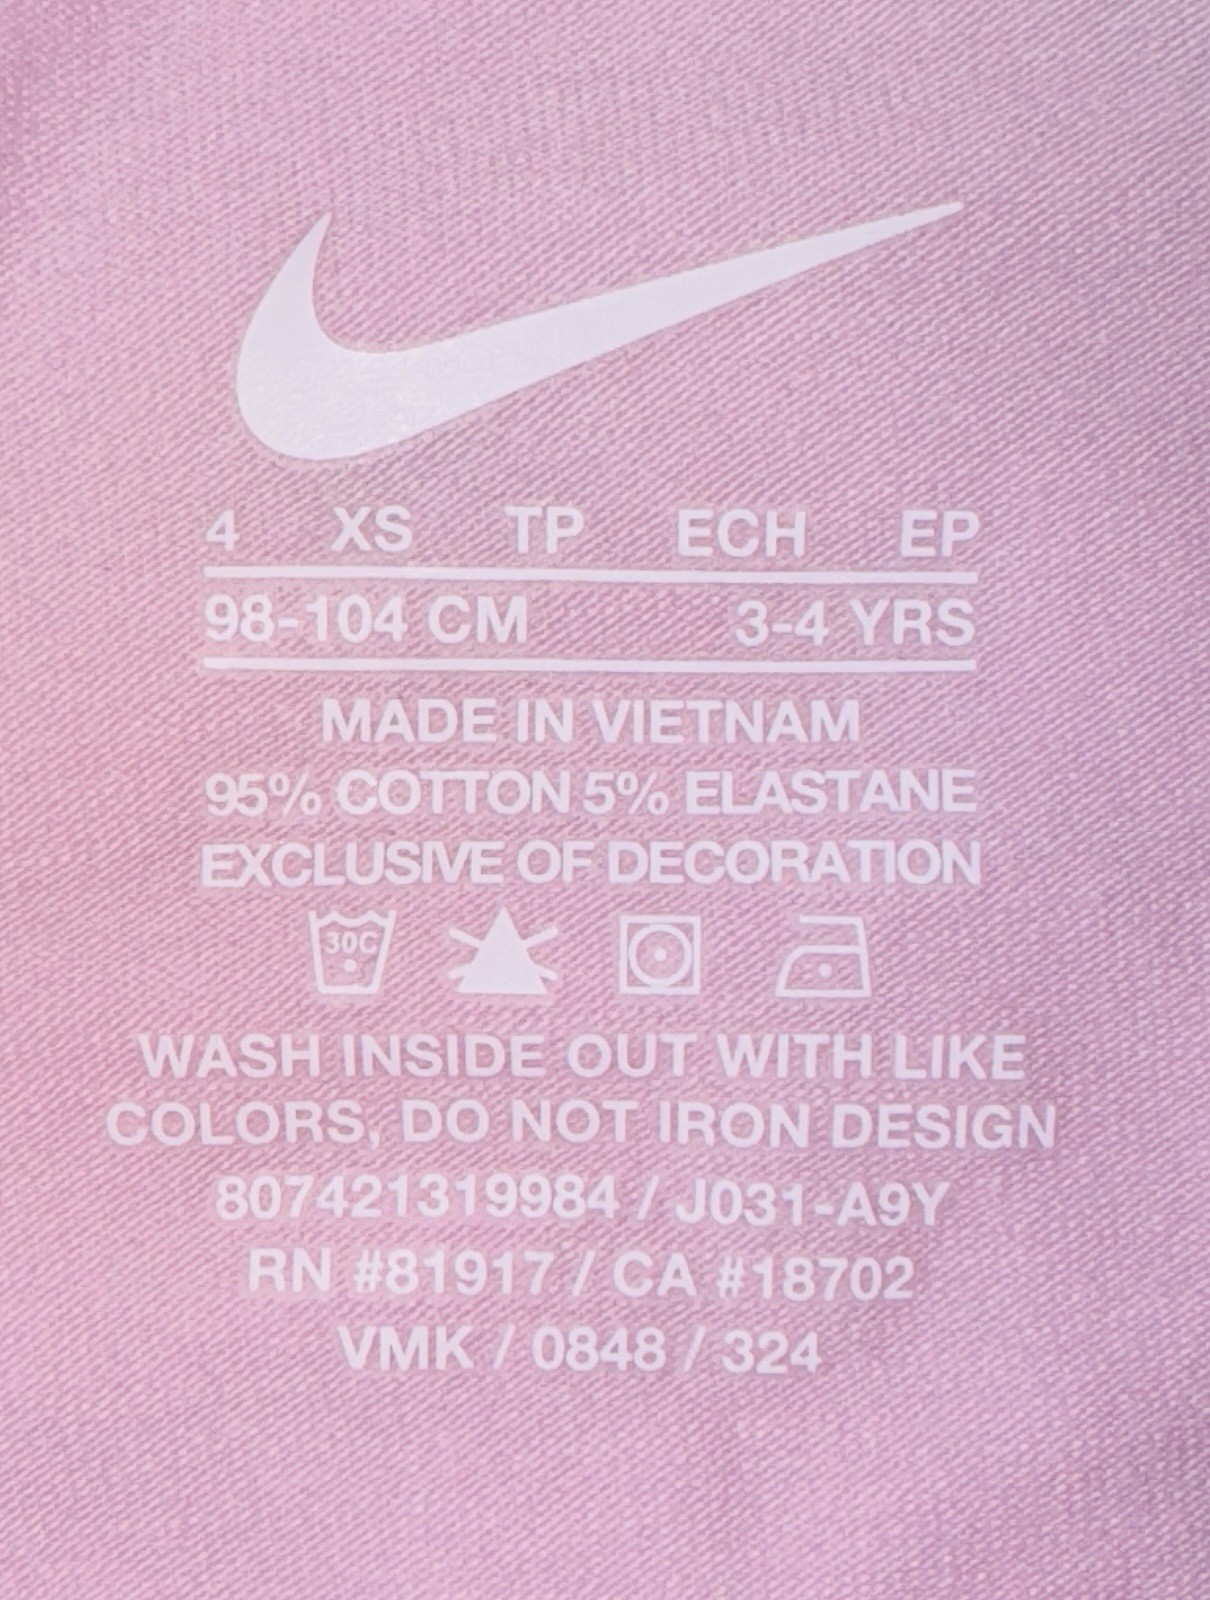 4 XS TP ECH EP
98-104 CM 3-4 YRS
MADE IN VIETNAM
95% COTTON 5% ELASTANE
EXCLUSIVE OF DECORATION
30C
WASH INSIDE OUT WITH LIKE
COLORS, DO NOT IRON DESIGN
807421319984 / J031-A9Y
RN #81917 / CA #18702
VMK / 0848 / 324